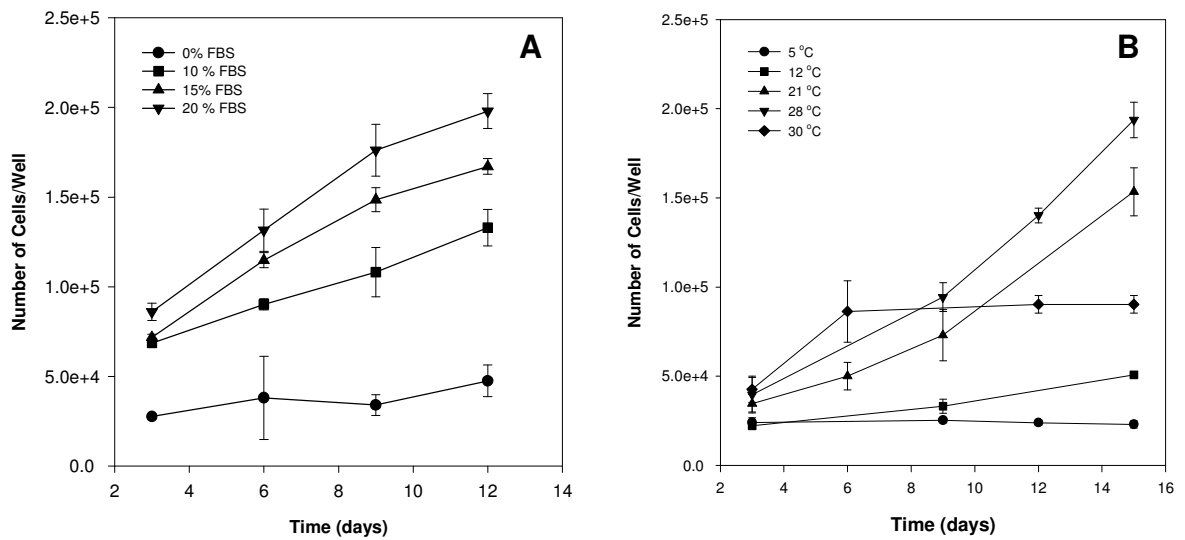 A
0% FBS
10 % FBS
15% FBS
20 % FBS
Number of Cells/Well
2.5e+5
2.0e+5
1.5e+5
1.0e+5
5.0e+4
0.0
2 4 6 8 10 12 14
Time (days)
B
5 °C
12 °C
21 °C
28 °C
30 °C
Number of Cells/Well
2.5e+5
2.0e+5
1.5e+5
1.0e+5
5.0e+4
0.0
2 4 6 8 10 12 14 16
Time (days)